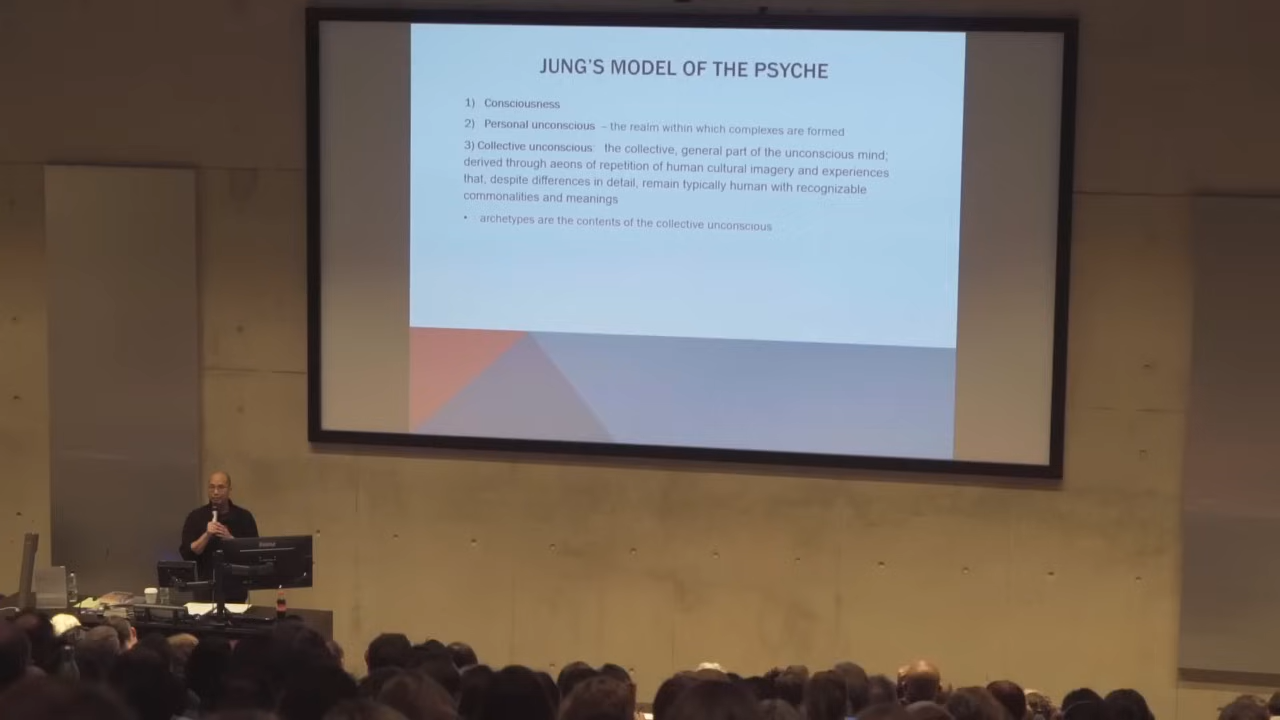 JUNG'S MODEL OF THE PSYCHE
1) Consciousness
2) Personal unconscious – the realm within which complexes are formed
3) Collective unconscious the collective, general part of the unconscious mind;
derived through aeons of repetition of human cultural imagery and experiences
that, despite differences in detail, remain typically human with recognizable
commonalities and meanings
• archetypes are the contents of the collective unconscious